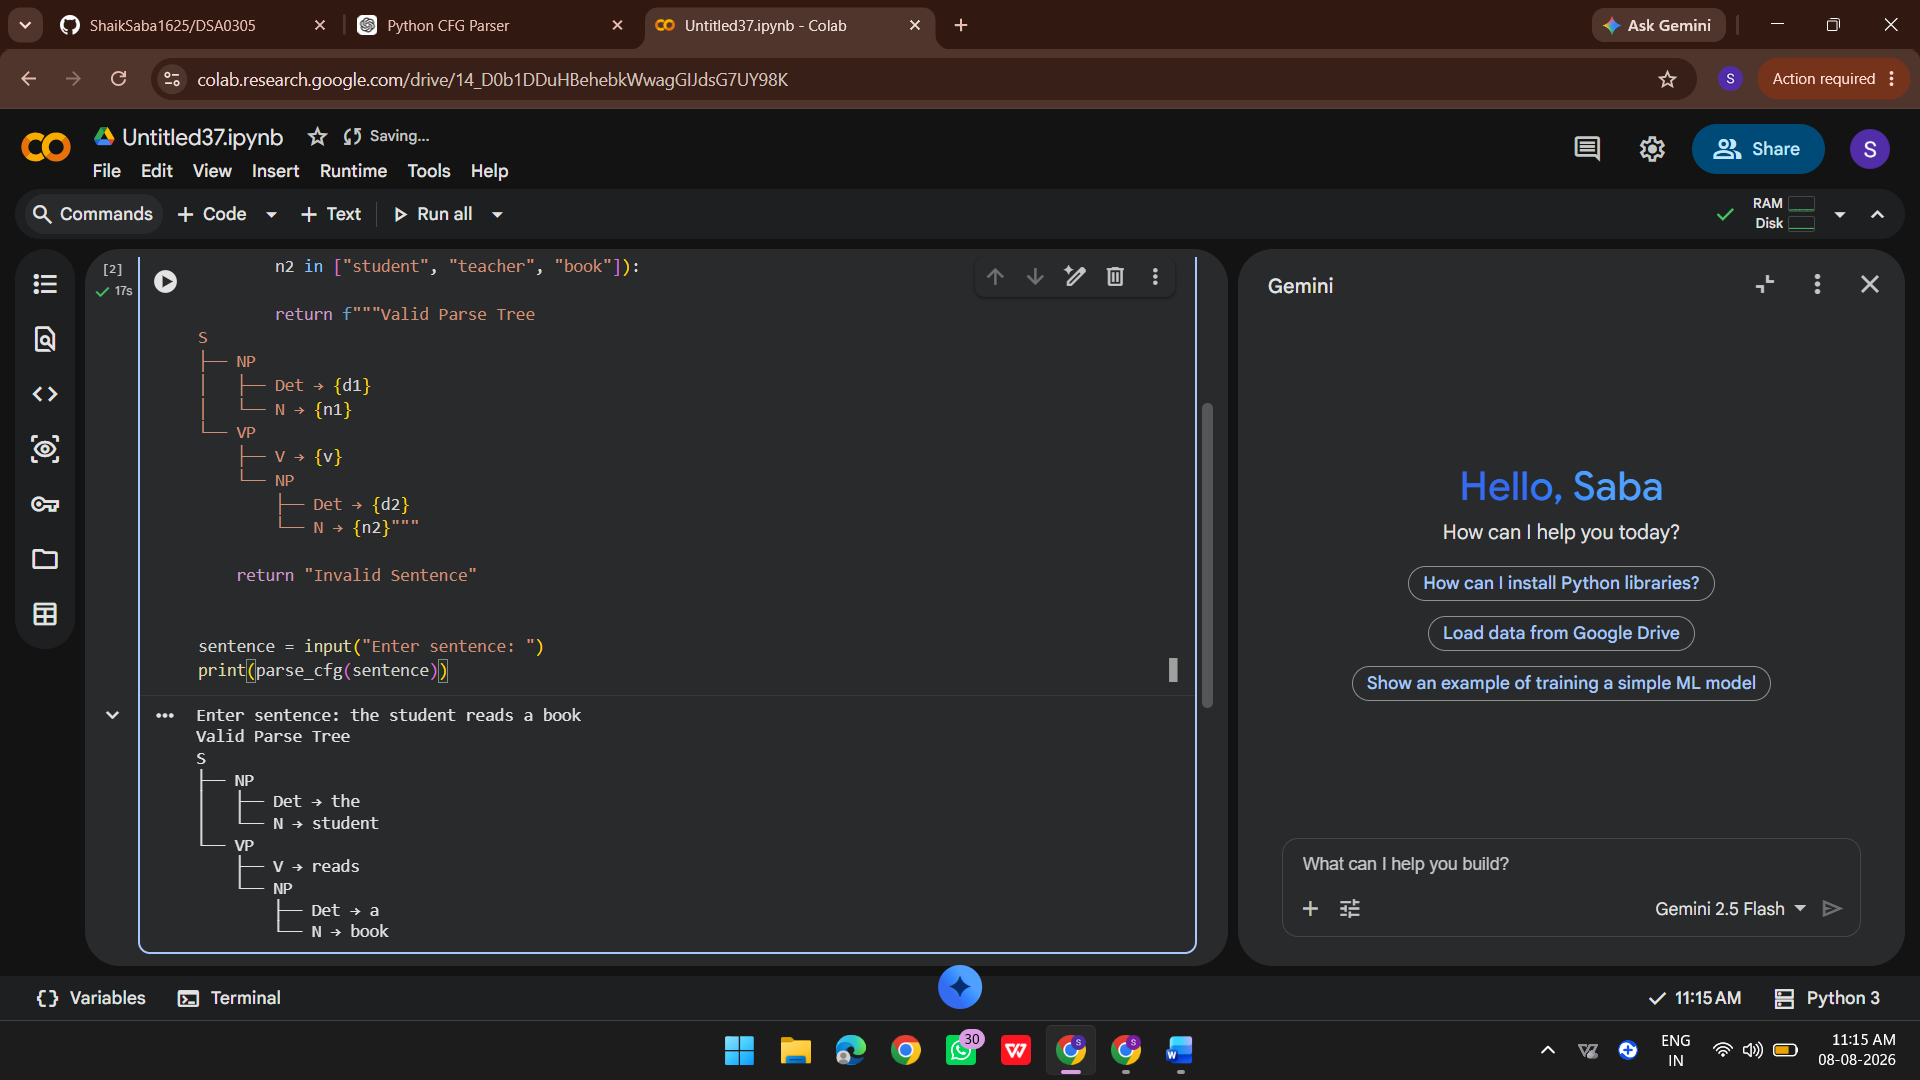 ShaikSaba1625/DSA0305
Python CFG Parser
Untitled37.ipynb - Colab
Ask Gemini
colab.research.google.com/drive/14_D0b1DDuHBehebkWwagGIJdsG7UY98K
S
Action required
Untitled37.ipynb
Saving...
File Edit View Insert Runtime Tools Help
Share
S
Commands + Code + Text Run all
RAM
Disk
[2]
17s
n2 in ["student", "teacher", "book"]):
return f"""Valid Parse Tree
S
├── NP
│   ├── Det → {d1}
│   └── N → {n1}
└── VP
    ├── V → {v}
    └── NP
        ├── Det → {d2}
        └── N → {n2}"""
return "Invalid Sentence"
sentence = input("Enter sentence: ")
print(parse_cfg(sentence))
Enter sentence: the student reads a book
Valid Parse Tree
S
├── NP
│   ├── Det → the
│   └── N → student
└── VP
    ├── V → reads
    └── NP
        ├── Det → a
        └── N → book
Gemini
Hello, Saba
How can I help you today?
How can I install Python libraries?
Load data from Google Drive
Show an example of training a simple ML model
What can I help you build?
Gemini 2.5 Flash
Variables
Terminal
11:15 AM
Python 3
30
ENG
IN
11:15 AM
08-08-2026